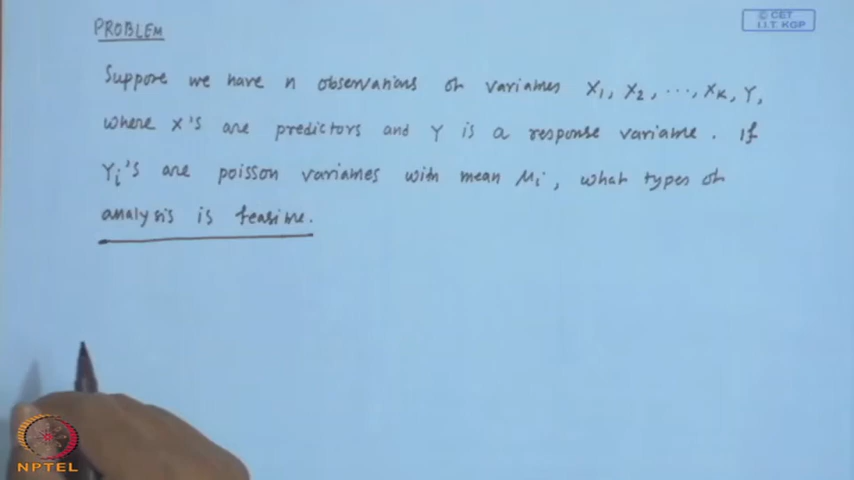 PROBLEM
© CET
I.I.T. KGP
Suppose we have n observations on variables X1, X2, ..., Xk, Y,
where X's are predictors and Y is a response variable. If
Yi's are poisson variables with mean μi, what types of
analysis is feasible.
NPTEL